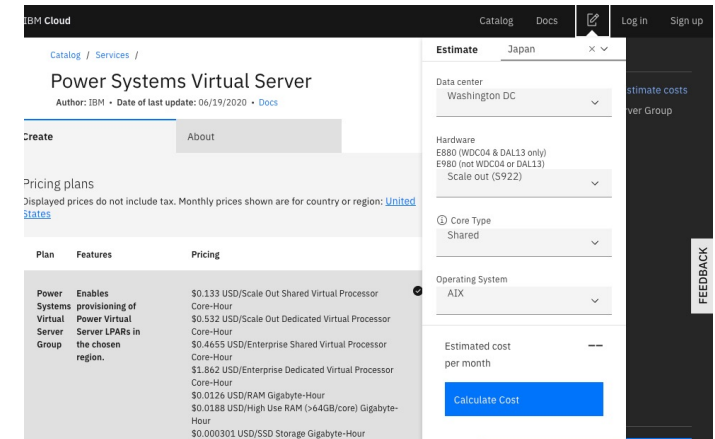 IBM Cloud
Catalog Docs Log in Sign up
Catalog / Services /
Power Systems Virtual Server
Author: IBM • Date of last update: 06/19/2020 • Docs
Create About
Pricing plans
Displayed prices do not include tax. Monthly prices shown are for country or region: United
States
Plan Features Pricing
Power
Systems
Virtual
Server
Group
Enables
provisioning of
Power Virtual
Server LPARs in
the chosen
region.
$0.133 USD/Scale Out Shared Virtual Processor
Core-Hour
$0.532 USD/Scale Out Dedicated Virtual Processor
Core-Hour
$0.4655 USD/Enterprise Shared Virtual Processor
Core-Hour
$1.862 USD/Enterprise Dedicated Virtual Processor
Core-Hour
$0.0126 USD/RAM Gigabyte-Hour
$0.0188 USD/High Use RAM (>64GB/core) Gigabyte-
Hour
$0.000301 USD/SSD Storage Gigabyte-Hour
Estimate Japan
Data center
Washington DC
Hardware
E880 (WDC04 & DAL13 only)
E980 (not WDC04 or DAL13)
Scale out (S922)
Core Type
Shared
Operating System
AIX
Estimated cost --
per month
Calculate Cost
stimate costs
ver Group
FEEDBACK